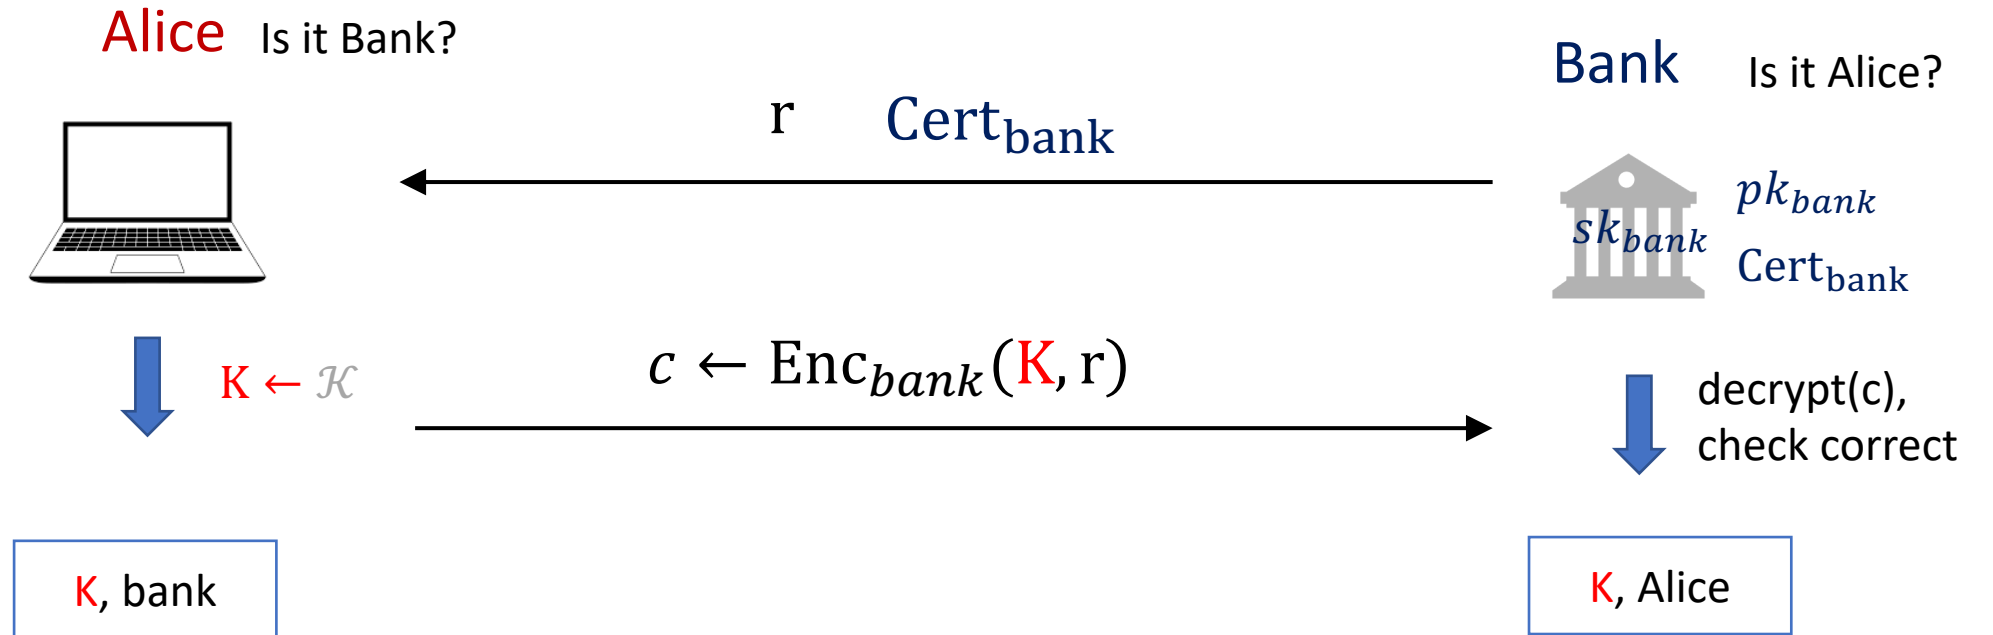 Alice Is it Bank?
Bank Is it Alice?
r Cert_bank
sk_bank
pk_bank
Cert_bank
K ← 𝒦
c ← Enc_bank(K, r)
decrypt(c),
check correct
K, bank
K, Alice